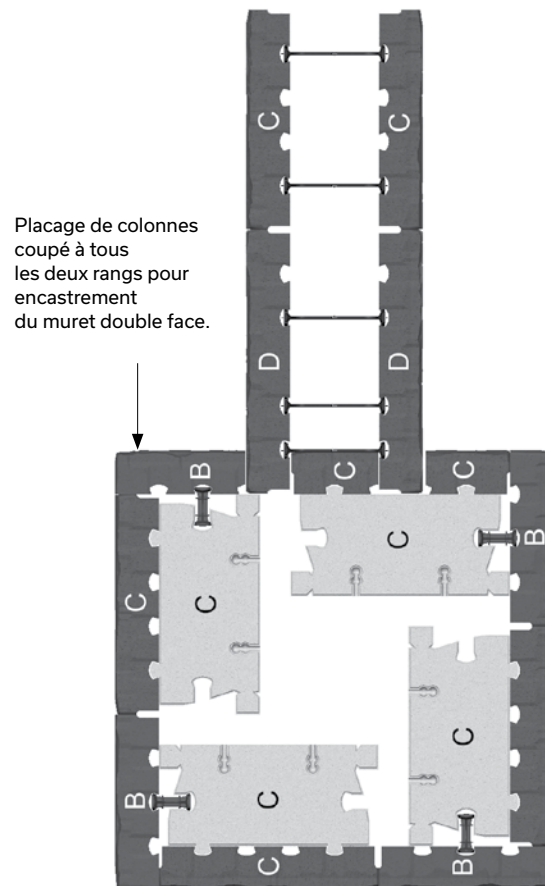 C C
Placage de colonnes
coupé à tous
les deux rangs pour
encastrement
du muret double face.
D D
B C C
C B
C C
C
B C
C B